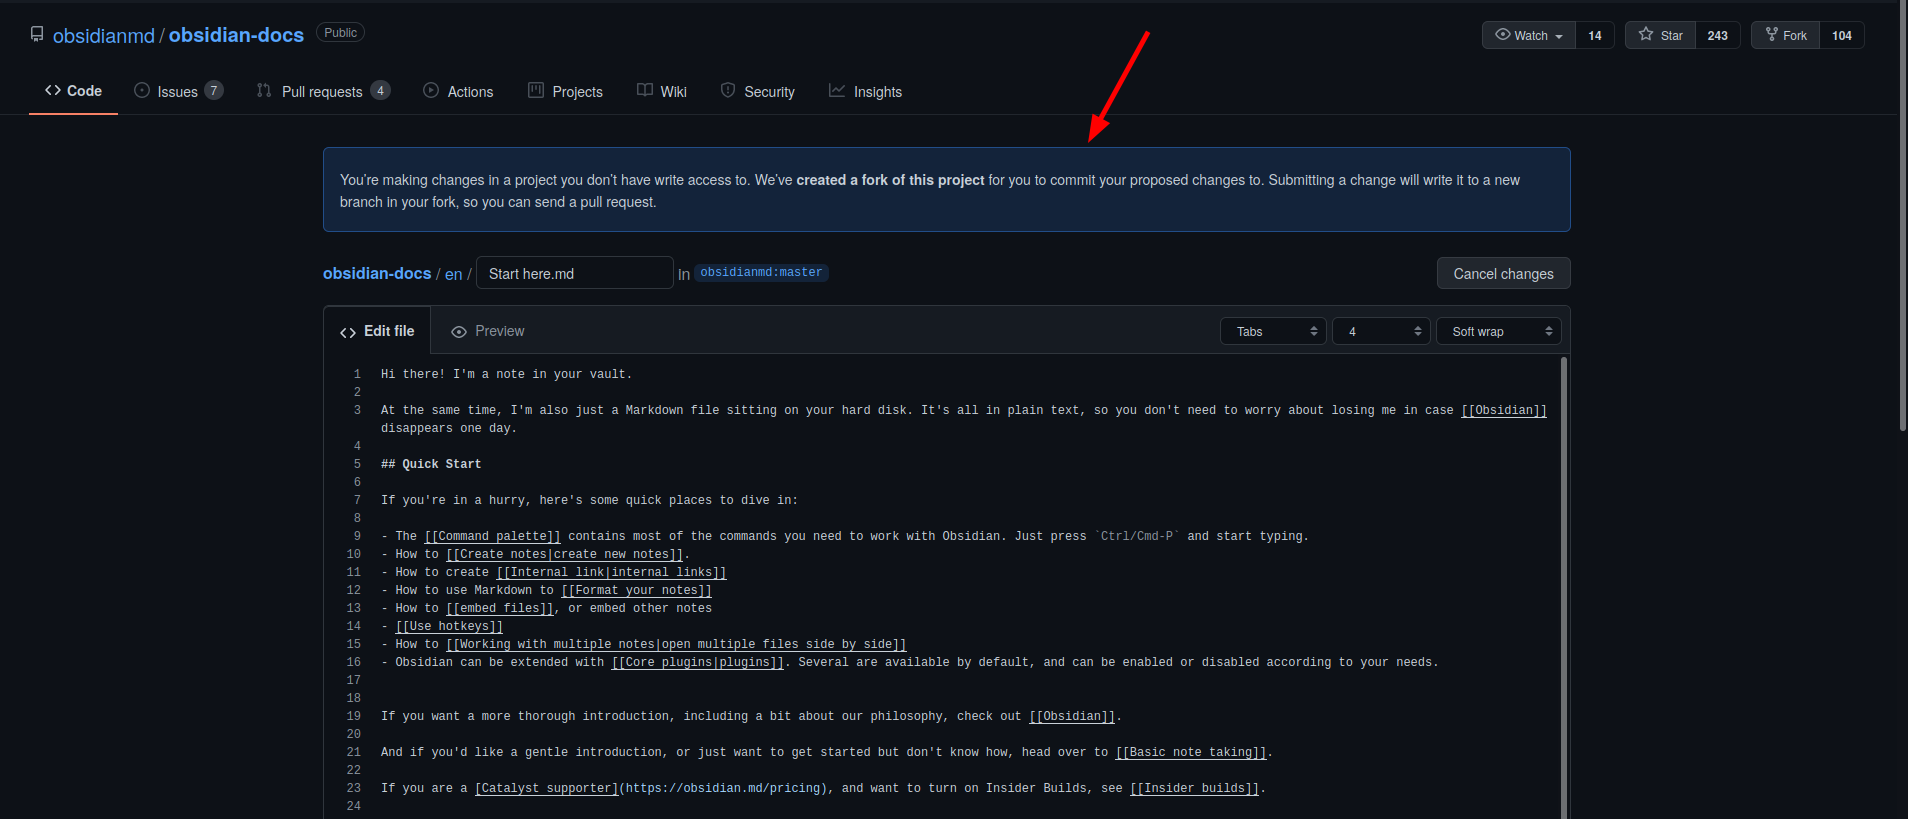 obsidianmd / obsidian-docs Public
Watch 14 Star 243 Fork 104
Code Issues 7 Pull requests 4 Actions Projects Wiki Security Insights
You're making changes in a project you don't have write access to. We've created a fork of this project for you to commit your proposed changes to. Submitting a change will write it to a new
branch in your fork, so you can send a pull request.
obsidian-docs / en / Start here.md In obsidianmd:master Cancel changes
Edit file Preview Tabs 4 Soft wrap
1 Hi there! I'm a note in your vault.
2
3 At the same time, I'm also just a Markdown file sitting on your hard disk. It's all in plain text, so you don't need to worry about losing me in case [[Obsidian]]
disappears one day.
4
5 ## Quick Start
6
7 If you're in a hurry, here's some quick places to dive in:
8
9 - The [[Command palette]] contains most of the commands you need to work with Obsidian. Just press `Ctrl/Cmd-P` and start typing.
10 - How to [[Create notes|create new notes]].
11 - How to create [[Internal link|internal links]]
12 - How to use Markdown to [[Format your notes]]
13 - How to [[embed files]], or embed other notes
14 - [[Use hotkeys]]
15 - How to [[Working with multiple notes|open multiple files side by side]]
16 - Obsidian can be extended with [[Core plugins|plugins]]. Several are available by default, and can be enabled or disabled according to your needs.
17
18
19 If you want a more thorough introduction, including a bit about our philosophy, check out [[Obsidian]].
20
21 And if you'd like a gentle introduction, or just want to get started but don't know how, head over to [[Basic note taking]].
22
23 If you are a [Catalyst supporter](https://obsidian.md/pricing), and want to turn on Insider Builds, see [[Insider builds]].
24